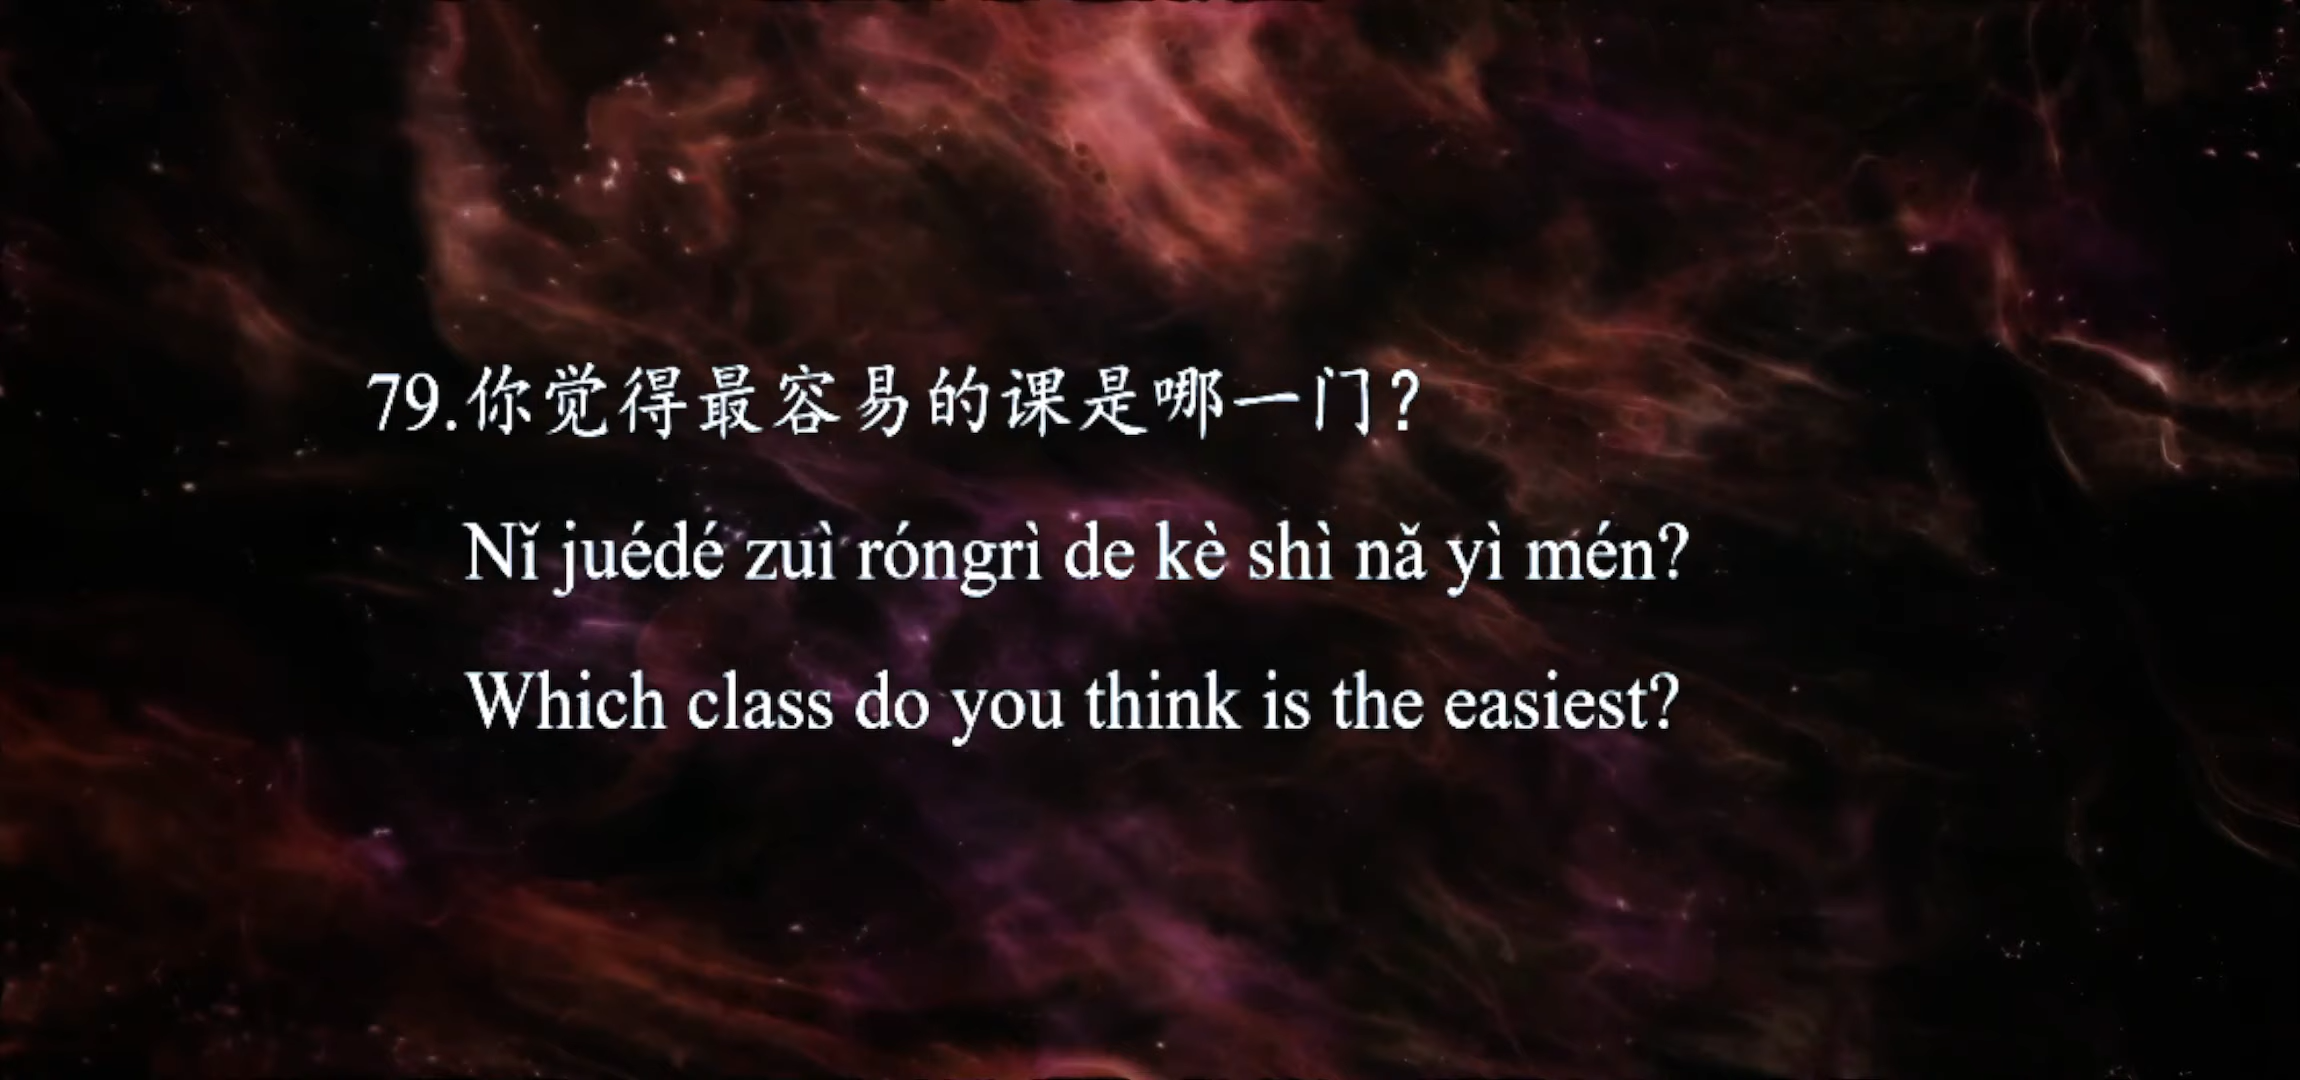 79.你觉得最容易的课是哪一门？
Nǐ juédé zuì róngrì de kè shì nǎ yì mén?
Which class do you think is the easiest?